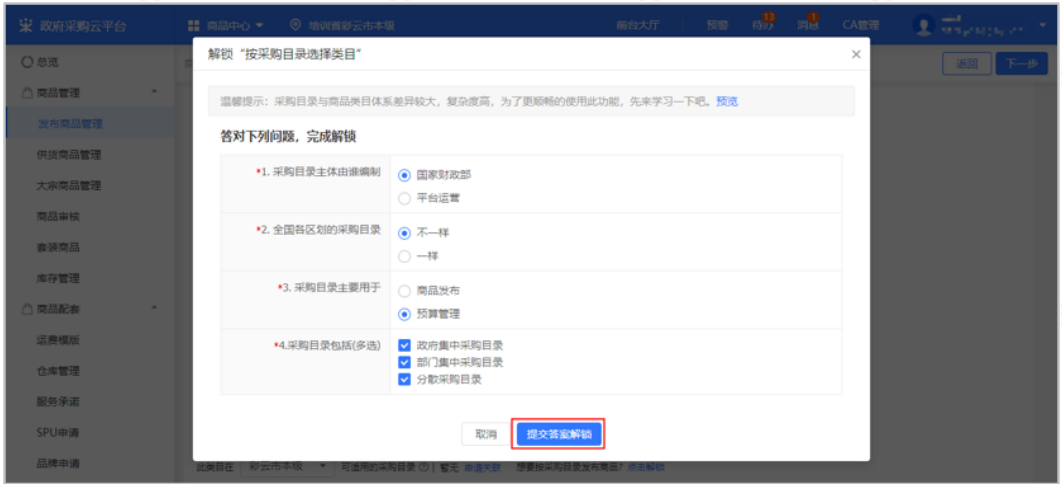 政府采购云平台
商品中心
培训省彩云市本级
前台大厅
预警
待办
消息
CA管理
解锁“按采购目录选择类目”
返回
下一步
总览
商品管理
发布商品管理
供货商品管理
大宗商品管理
商品审核
套装商品
库存管理
商品配套
运费模版
仓库管理
服务承诺
SPU申请
品牌申请
温馨提示：采购目录与商品类目体系差异较大，复杂度高，为了更顺畅的使用此功能，先来学习一下吧。预览
答对下列问题，完成解锁
*1. 采购目录主体由谁编制
国家财政部
平台运营
*2. 全国各区划的采购目录
不一样
一样
*3. 采购目录主要用于
商品发布
预算管理
*4.采购目录包括(多选)
政府集中采购目录
部门集中采购目录
分散采购目录
取消
提交答案解锁
此类目在 彩云市本级 可适用的采购目录 | 暂无 申请关联 想要按采购目录发布商品？点击解锁